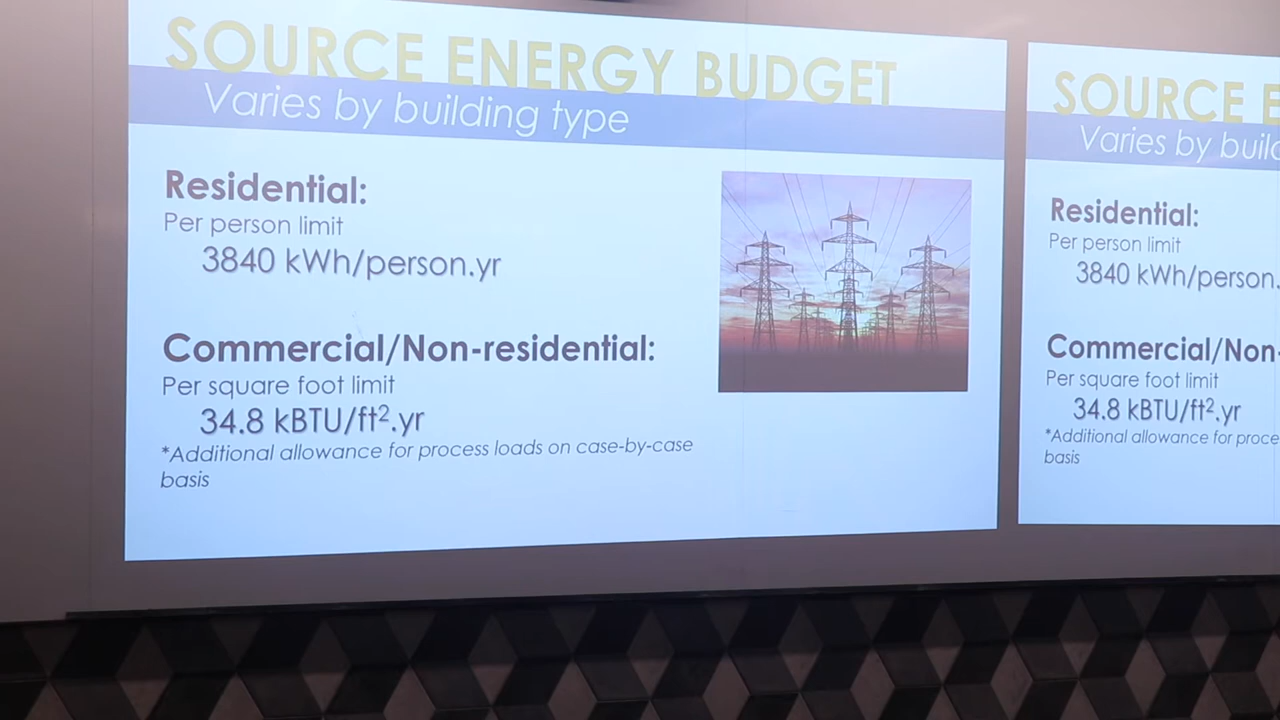 SOURCE ENERGY BUDGET
Varies by building type
Residential:
Per person limit
3840 kWh/person.yr
Commercial/Non-residential:
Per square foot limit
34.8 kBTU/ft².yr
*Additional allowance for process loads on case-by-case
basis
SOURCE E
Varies by build
Residential:
Per person limit
3840 kWh/person.
Commercial/Non-
Per square foot limit
34.8 kBTU/ft².yr
*Additional allowance for proce
basis